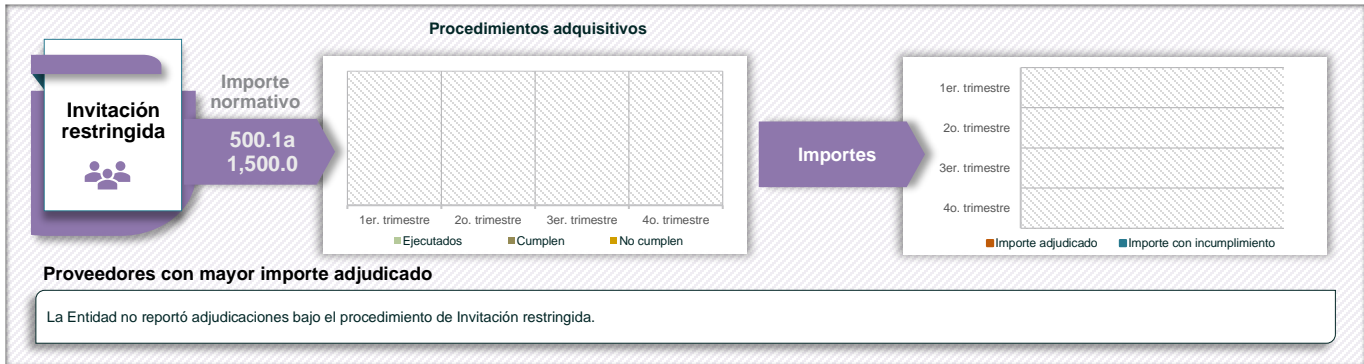 Procedimientos adquisitivos
Invitación
restringida
Importe
normativo
500.1a
1,500.0
1er. trimestre
2o. trimestre
3er. trimestre
4o. trimestre
Ejecutados
Cumplen
No cumplen
Importes
1er. trimestre
2o. trimestre
3er. trimestre
4o. trimestre
Importe adjudicado
Importe con incumplimiento
Proveedores con mayor importe adjudicado
La Entidad no reportó adjudicaciones bajo el procedimiento de Invitación restringida.